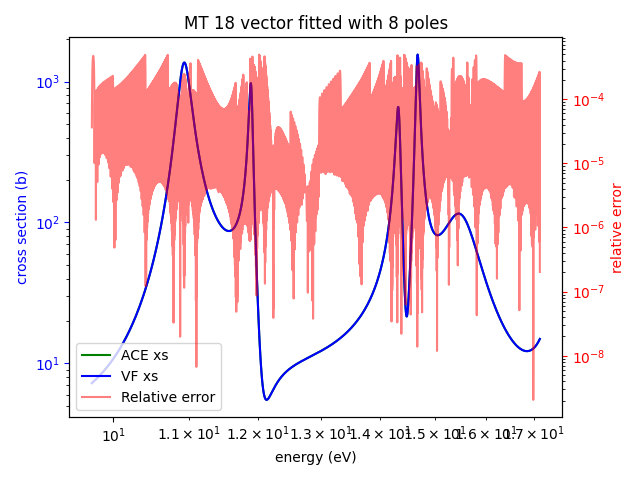 MT 18 vector fitted with 8 poles
10³
10²
10¹
cross section (b)
10⁻⁴
10⁻⁵
10⁻⁶
10⁻⁷
10⁻⁸
relative error
ACE xs
VF xs
Relative error
10¹ 1.1 × 10¹ 1.2 × 10¹ 1.3 × 10¹ 1.4 × 10¹ 1.5 × 10¹ 1.6 × 10¹ 1.7 × 10¹
energy (eV)